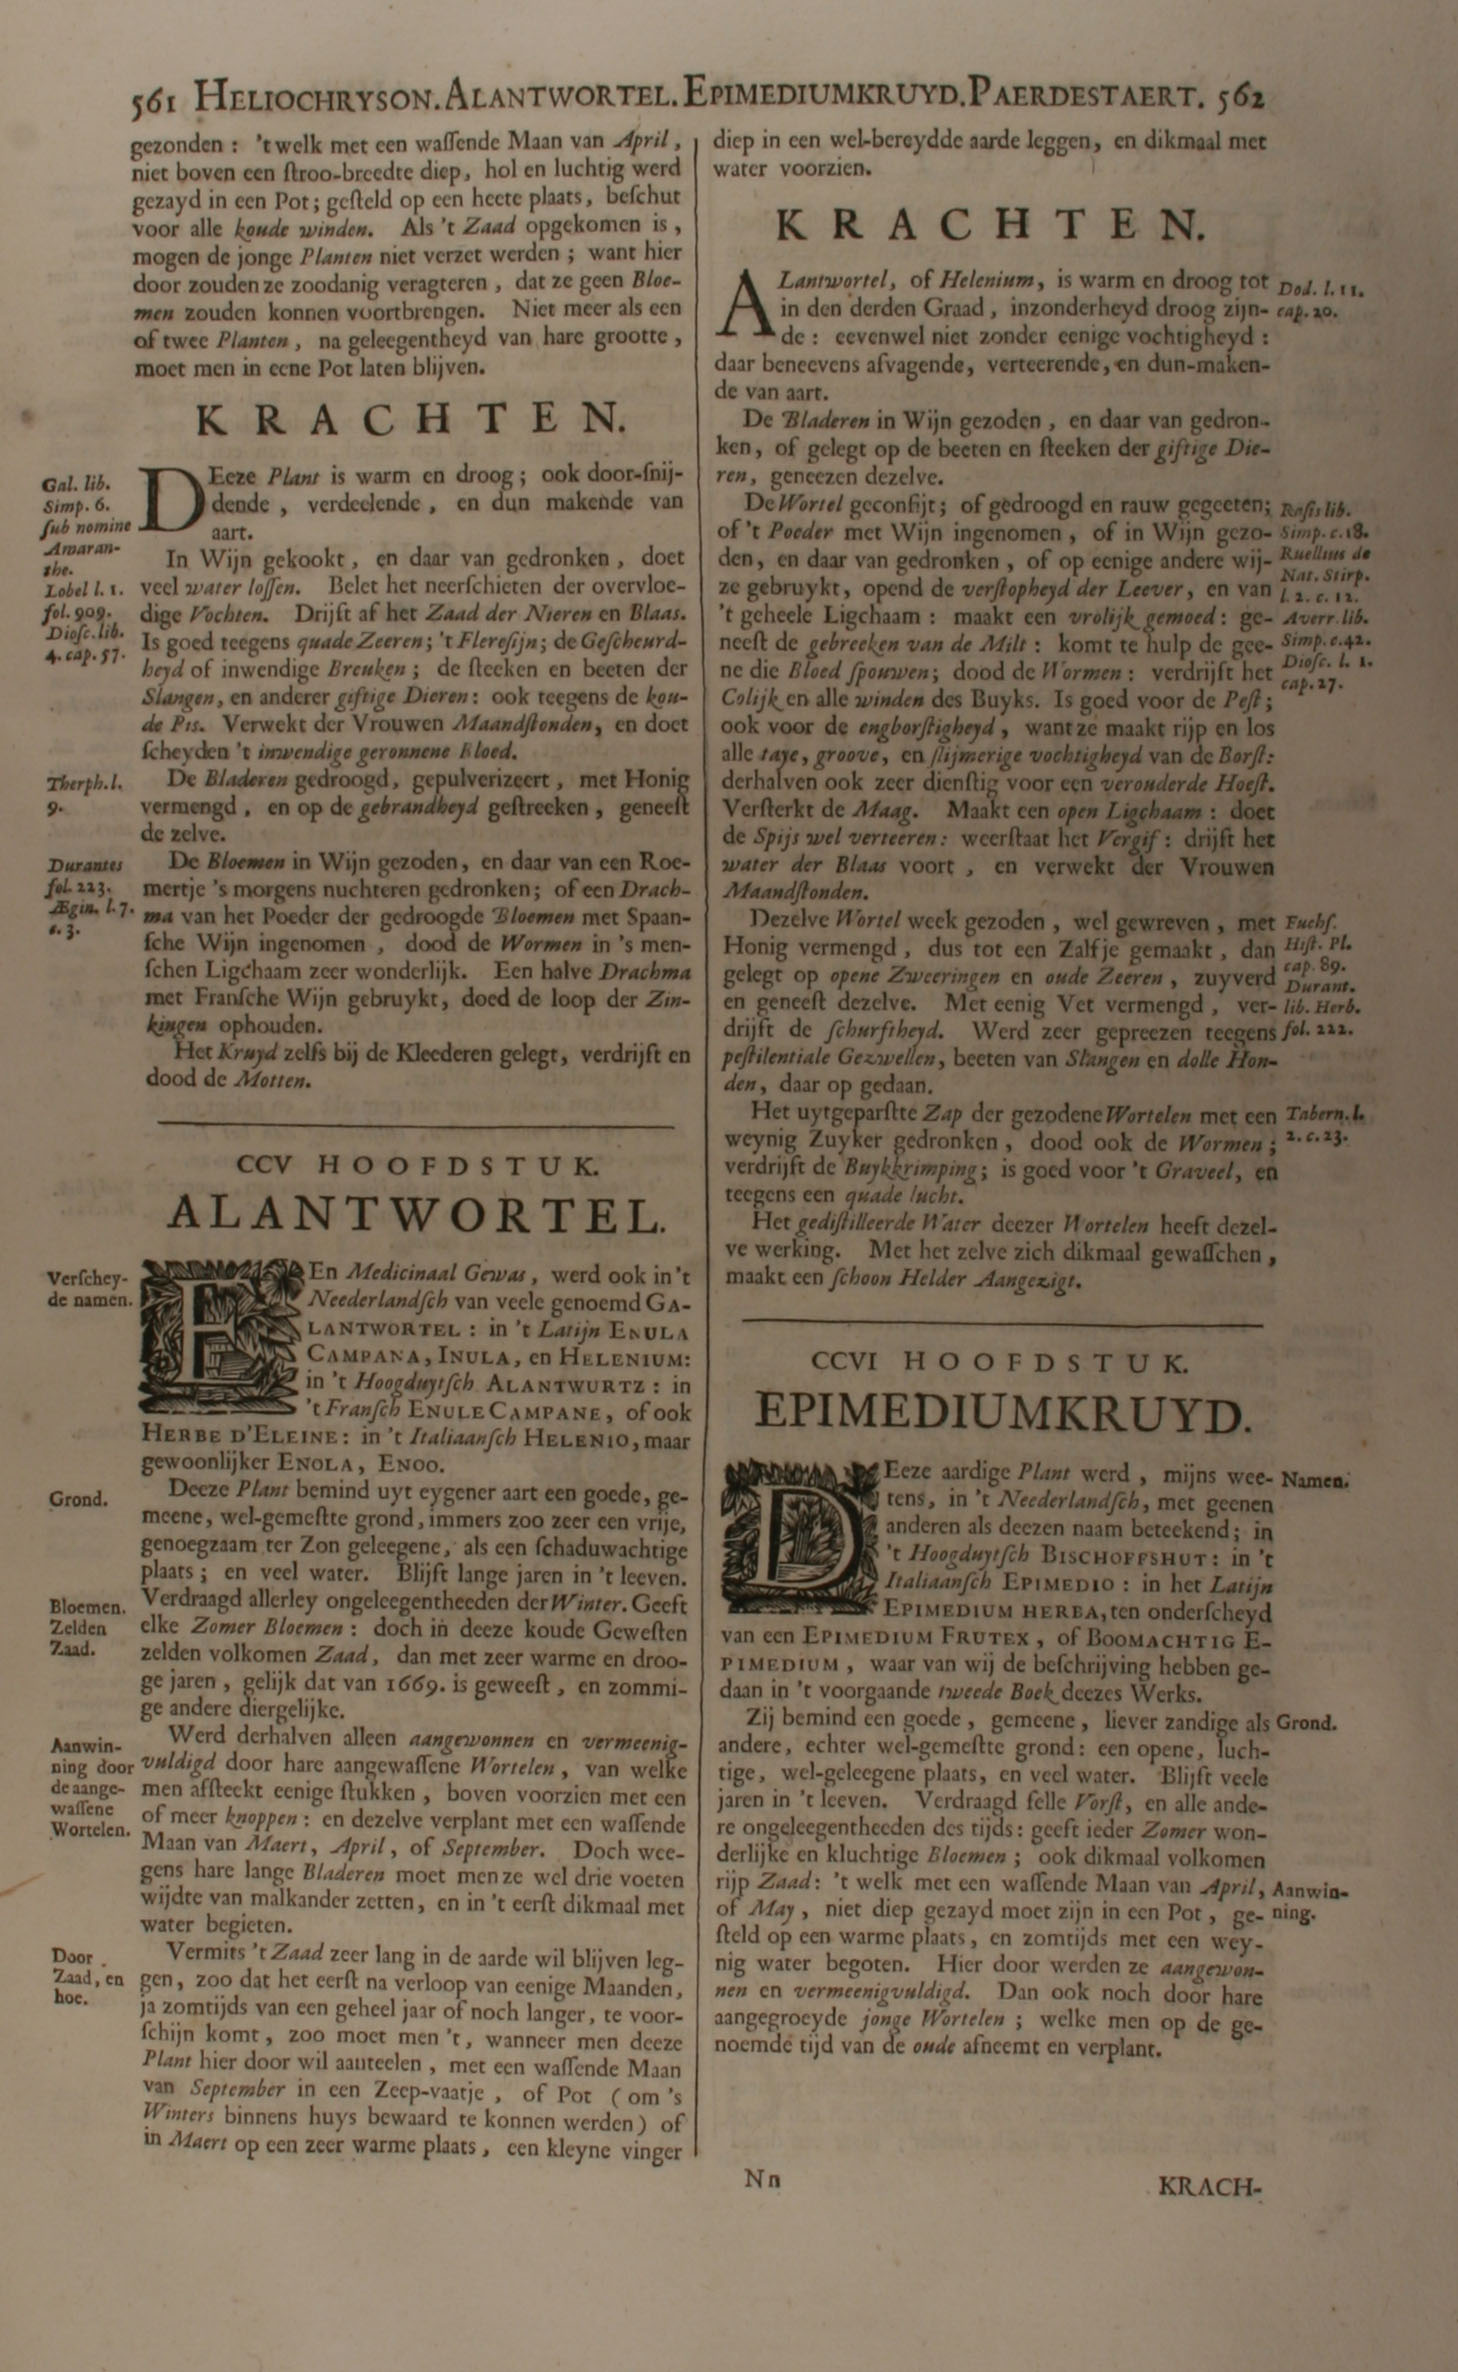 561 HELIOCHRYSON. ALANTWORTEL. EPIMEDIUMKRUYD. PAERDESTAERT. 562
gezonden : 't welk met een waſſende Maan van April,
niet boven een ſtroo-breedte diep, hol en luchtig werd
gezayd in een Pot; geſteld op een heete plaats, beſchut
voor alle koude winden. Als 't Zaad opgekomen is,
mogen de jonge Planten niet verzet werden; want hier
door zouden ze zoodanig veragteren, dat ze geen Bloe-
men zouden konnen voortbrengen. Niet meer als een
of twee Planten, na geleegentheyd van hare grootte,
moet men in eene Pot laten blijven.
KRACHTEN.
Gal. lib.
Simp. 6.
ſub nomine
Amaran-
the.
Lobel l. 1.
fol. 909.
Dioſc. lib.
4. cap. 57.
DEeze Plant is warm en droog; ook door-ſnij-
dende, verdeelende, en dun makende van
aart.
In Wijn gekookt, en daar van gedronken, doet
veel water loſſen. Belet het neerſchieten der overvloe-
dige Vochten. Drijft af het Zaad der Nieren en Blaas.
Is goed teegens quade Zeeren; 't Flereſijn; de Geſcheurd-
heyd of inwendige Breuken; de ſteeken en beeten der
Slangen, en anderer giftige Dieren: ook teegens de kou-
de Pis. Verwekt der Vrouwen Maandſtonden, en doet
ſcheyden 't inwendige geronnene Bloed.
Therph. l.
9.
De Bladeren gedroogd, gepulverizeert, met Honig
vermengd, en op de gebrandheyd geſtreeken, geneeſt
de zelve.
Durantes
fol. 223.
Ægin. l. 7.
c. 3.
De Bloemen in Wijn gezoden, en daar van een Roe-
mertje 's morgens nuchteren gedronken; of een Drach-
ma van het Poeder der gedroogde Bloemen met Spaan-
ſche Wijn ingenomen, dood de Wormen in 's men-
ſchen Ligchaam zeer wonderlijk. Een halve Drachma
met Franſche Wijn gebruykt, doed de loop der Zin-
kingen ophouden.
Het Kruyd zelfs bij de Kleederen gelegt, verdrijft en
dood de Motten.
CCV HOOFDSTUK.
ALANTWORTEL.
Verſchey-
de namen.
EEn Medicinaal Gewas, werd ook in 't
Neederlandſch van veele genoemd GA-
LANTWORTEL: in 't Latijn ENULA
CAMPANA, INULA, en HELENIUM:
in 't Hoogduytſch ALANTWURTZ: in
't Franſch ENULE CAMPANE, of ook
HERBE D'ELEINE: in 't Italiaanſch HELENIO, maar
gewoonlijker ENOLA, ENOO.
Grond.
Deeze Plant bemind uyt eygener aart een goede, ge-
meene, wel-gemeſtte grond, immers zoo zeer een vrije,
genoegzaam ter Zon geleegene, als een ſchaduwachtige
plaats; en veel water. Blijft lange jaren in 't leeven.
Bloemen.
Zelden
Zaad.
Verdraagd allerley ongeleegentheeden der Winter. Geeft
elke Zomer Bloemen: doch in deeze koude Geweſten
zelden volkomen Zaad, dan met zeer warme en droo-
ge jaren, gelijk dat van 1669. is geweeſt, en zommi-
ge andere diergelijke.
Aanwin-
ning door
de aange-
waſſene
Wortelen.
Werd derhalven alleen aangewonnen en vermeenig-
vuldigd door hare aangewaſſene Wortelen, van welke
men afſteekt eenige ſtukken, boven voorzien met een
of meer knoppen: en dezelve verplant met een waſſende
Maan van Maert, April, of September. Doch wee-
gens hare lange Bladeren moet men ze wel drie voeten
wijdte van malkander zetten, en in 't eerſt dikmaal met
water begieten.
Door
Zaad, en
hoe.
Vermits 't Zaad zeer lang in de aarde wil blijven leg-
gen, zoo dat het eerſt na verloop van eenige Maanden,
ja zomtijds van een geheel jaar of noch langer, te voor-
ſchijn komt, zoo moet men 't, wanneer men deeze
Plant hier door wil aanteelen, met een waſſende Maan
van September in een Zeep-vaatje, of Pot (om 's
Winters binnens huys bewaard te konnen werden) of
in Maert op een zeer warme plaats, een kleyne vinger
diep in een wel-bereydde aarde leggen, en dikmaal met
water voorzien.
KRACHTEN.
ALantwortel, of Helenium, is warm en droog tot
in den derden Graad, inzonderheyd droog zijn-
de: eevenwel niet zonder eenige vochtigheyd:
daar beneevens afvagende, verteerende, en dun-maken-
de van aart.
Dod. l. 11.
cap. 20.
De Bladeren in Wijn gezoden, en daar van gedron-
ken, of gelegt op de beeten en ſteeken der giftige Die-
ren, geneezen dezelve.
De Wortel geconfijt; of gedroogd en rauw gegeeten;
of 't Poeder met Wijn ingenomen, of in Wijn gezo-
den, en daar van gedronken, of op eenige andere wij-
ze gebruykt, opend de verſtopheyd der Leever, en van
't geheele Ligchaam: maakt een vrolijk gemoed: ge-
neeſt de gebreeken van de Milt: komt te hulp de gee-
ne die Bloed ſpouwen; dood de Wormen: verdrijft het
Colijk en alle winden des Buyks. Is goed voor de Peſt;
ook voor de engborſtigheyd, want ze maakt rijp en los
alle taye, groove, en ſlijmerige vochtigheyd van de Borſt:
derhalven ook zeer dienſtig voor een verouderde Hoeſt.
Verſterkt de Maag. Maakt een open Ligchaam: doet
de Spijs wel verteeren: weerſtaat het Vergif: drijft het
water der Blaas voort, en verwekt der Vrouwen
Maandſtonden.
Raſis lib.
Simp. c. 18.
Ruellius de
Nat. Stirp.
l. 2. c. 12.
Averr. lib.
Simp. c. 42.
Dioſc. l. 1.
cap. 27.
Dezelve Wortel week gezoden, wel gewreven, met
Honig vermengd, dus tot een Zalfje gemaakt, dan
gelegt op opene Zweeringen en oude Zeeren, zuyverd
en geneeſt dezelve. Met eenig Vet vermengd, ver-
drijft de ſchurftheyd. Werd zeer gepreezen teegens
peſtilentiale Gezwellen, beeten van Slangen en dolle Hon-
den, daar op gedaan.
Fuchſ.
Hiſt. Pl.
cap. 89.
Durant.
lib. Herb.
fol. 222.
Het uytgeparſtte Zap der gezodene Wortelen met een
weynig Zuyker gedronken, dood ook de Wormen;
verdrijft de Buykkrimping; is goed voor 't Graveel, en
teegens een quade lucht.
Tabern. l.
2. c. 23.
Het gediſtilleerde Water deezer Wortelen heeft dezel-
ve werking. Met het zelve zich dikmaal gewaſſchen,
maakt een ſchoon Helder Aangezigt.
CCVI HOOFDSTUK.
EPIMEDIUMKRUYD.
DEeze aardige Plant werd, mijns wee-
tens, in 't Neederlandſch, met geenen
anderen als deezen naam beteekend; in
't Hoogduytſch BISCHOFFSHUT: in 't
Italiaanſch EPIMEDIO: in het Latijn
EPIMEDIUM HERBA, ten onderſcheyd
van een EPIMEDIUM FRUTEX, of BOOMACHTIG E-
PIMEDIUM, waar van wij de beſchrijving hebben ge-
daan in 't voorgaande tweede Boek deezes Werks.
Namen.
Zij bemind een goede, gemeene, liever zandige als
andere, echter wel-gemeſtte grond: een opene, luch-
tige, wel-geleegene plaats, en veel water. Blijft veele
jaren in 't leeven. Verdraagd felle Vorſt, en alle ande-
re ongeleegentheeden des tijds: geeft ieder Zomer won-
derlijke en kluchtige Bloemen; ook dikmaal volkomen
rijp Zaad: 't welk met een waſſende Maan van April,
of May, niet diep gezayd moet zijn in een Pot, ge-
ſteld op een warme plaats, en zomtijds met een wey-
nig water begoten. Hier door werden ze aangewon-
nen en vermeenigvuldigd. Dan ook noch door hare
aangegroeyde jonge Wortelen; welke men op de ge-
noemde tijd van de oude afneemt en verplant.
Grond.
Aanwin-
ning.
Nn
KRACH-